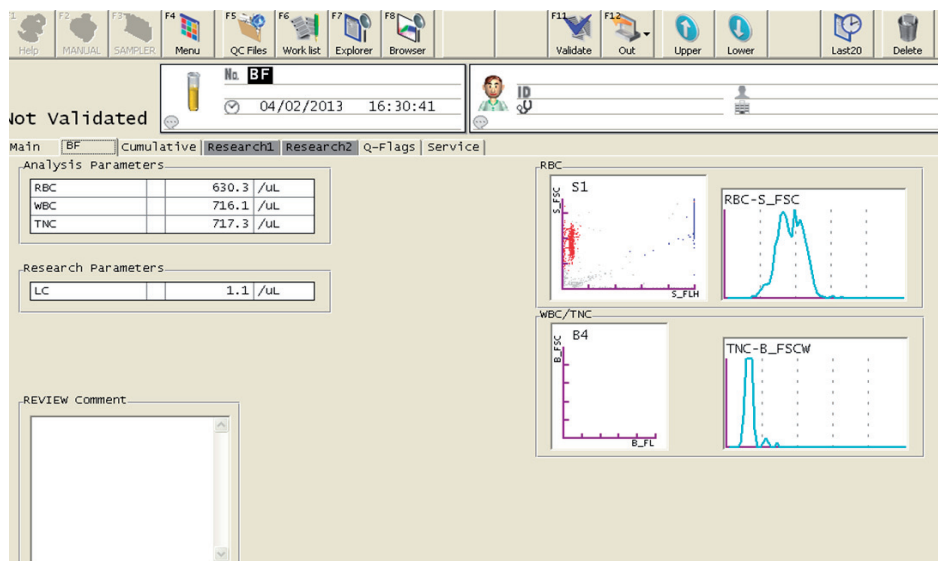 F2 F3 F4 F5 F6 F7 F8 F11 F12
Help MANUAL SAMPLER Menu QC Files Work list Explorer Browser Validate Out Upper Lower Last20 Delete
No. BF
04/02/2013 16:30:41
ID
Not Validated
Main BF Cumulative Research1 Research2 Q-Flags Service
Analysis Parameters
RBC 630.3 /uL
WBC 716.1 /uL
TNC 717.3 /uL
Research Parameters
LC 1.1 /uL
REVIEW Comment
RBC
S1
S_FSC
S_FLH
RBC-S_FSC
WBC/TNC
B4
B_FSC
B_FL
TNC-B_FSCW